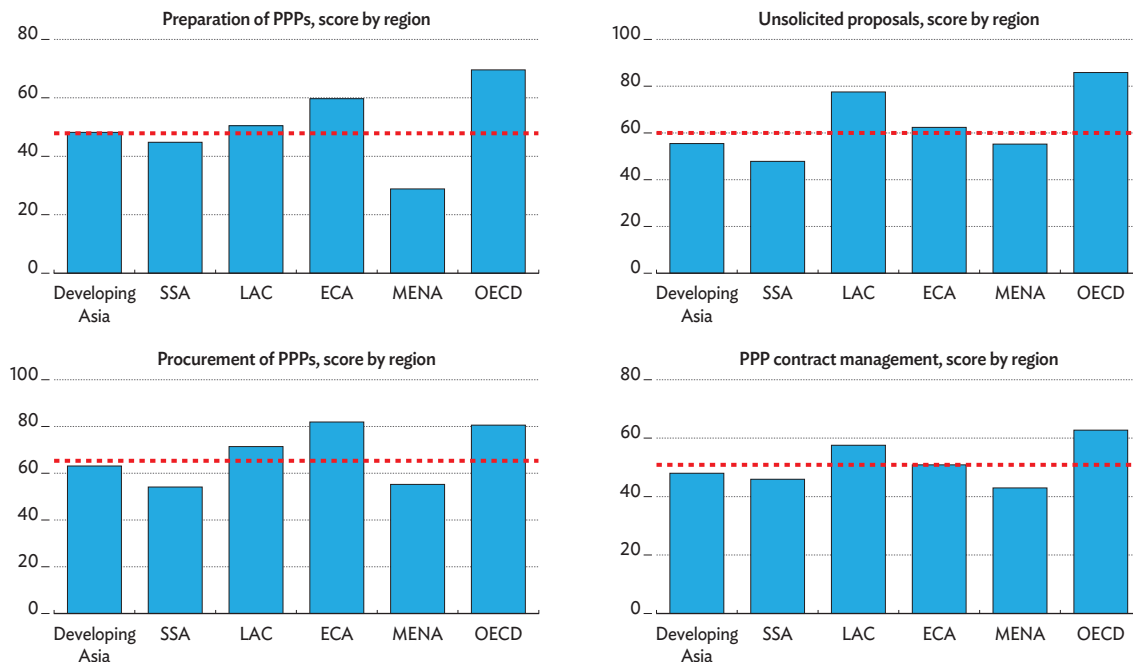 Preparation of PPPs, score by region
80
60
40
20
0
Developing
Asia
SSA
LAC
ECA
MENA
OECD
Unsolicited proposals, score by region
100
80
60
40
20
0
Developing
Asia
SSA
LAC
ECA
MENA
OECD
Procurement of PPPs, score by region
100
80
60
40
20
0
Developing
Asia
SSA
LAC
ECA
MENA
OECD
PPP contract management, score by region
80
60
40
20
0
Developing
Asia
SSA
LAC
ECA
MENA
OECD